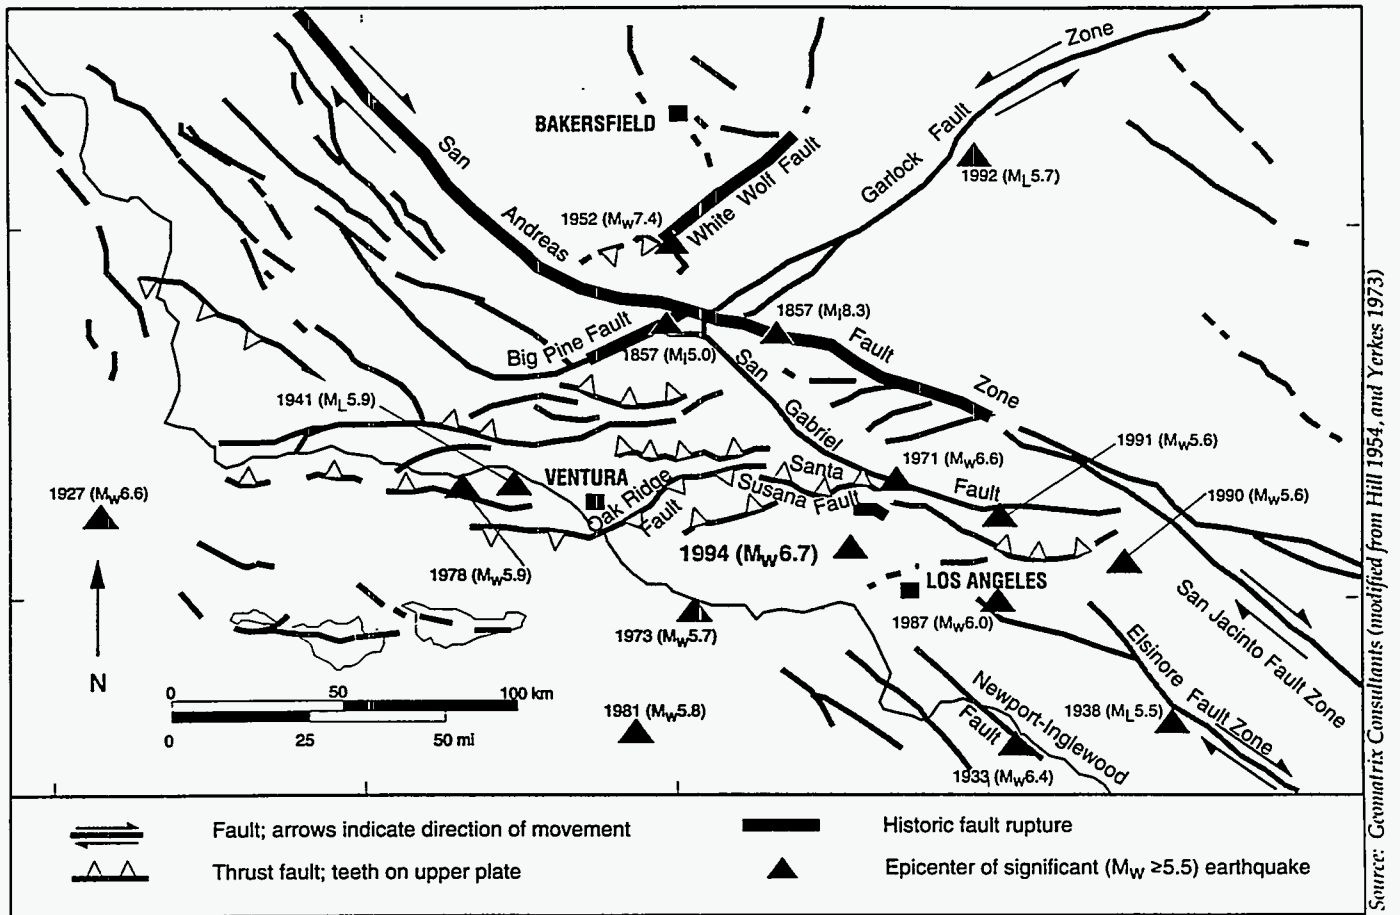 Zone
BAKERSFIELD
San
Fault
Garlock
1992 (ML5.7)
White Wolf Fault
1952 (Mw7.4)
Andreas
1857 (MI8.3)
Big Pine Fault
Fault
1857 (MI5.0)
San
Zone
1941 (ML5.9)
Gabriel
1991 (Mw5.6)
1971 (Mw6.6)
Santa
VENTURA
Susana Fault
Fault
1990 (Mw5.6)
1927 (Mw6.6)
Oak Ridge
Fault
1994 (Mw6.7)
1978 (Mw5.9)
LOS ANGELES
San Jacinto Fault Zone
1987 (Mw6.0)
1973 (Mw5.7)
Elsinore Fault Zone
N
0 50 100 km
0 25 50 mi
1981 (Mw5.8)
Newport-Inglewood
Fault
1938 (ML5.5)
1933 (Mw6.4)
Fault; arrows indicate direction of movement
Historic fault rupture
Thrust fault; teeth on upper plate
Epicenter of significant (Mw ≥5.5) earthquake
Source: Geomatrix Consultants (modified from Hill 1954, and Yerkes 1973)